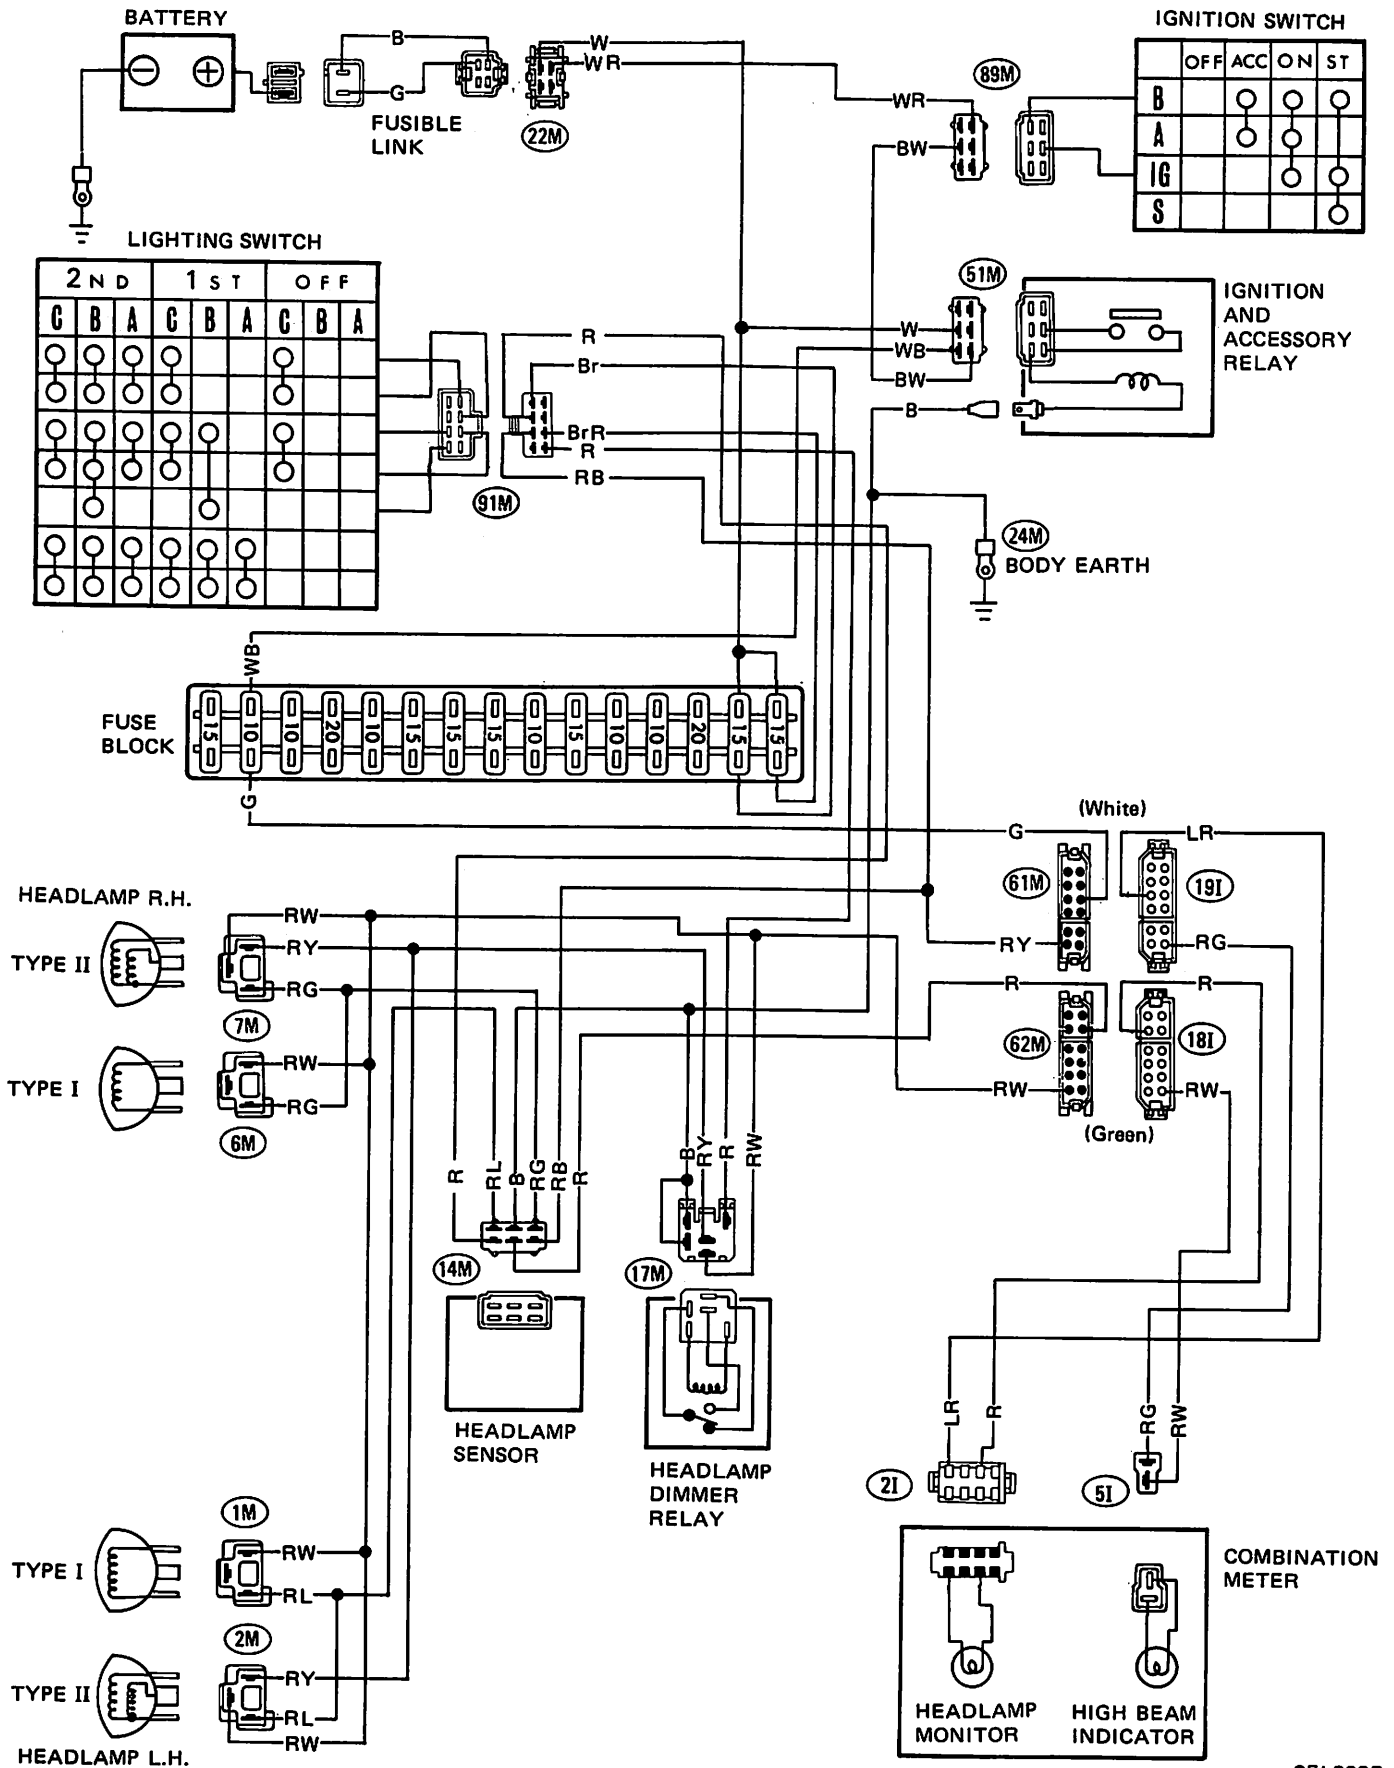 BATTERY
B
G
FUSIBLE
LINK
W
WR
22M
WR
BW
89M
IGNITION SWITCH
OFF ACC ON ST
B
A
IG
S
LIGHTING SWITCH
2ND 1ST OFF
C B A C B A C B A
91M
R
Br
BrR
R
RB
51M
W
WB
BW
B
IGNITION
AND
ACCESSORY
RELAY
24M
BODY EARTH
WB
FUSE
BLOCK
15 10 10 20 10 15 15 15 10 15 10 10 20 15 15
G
(White)
G
LR
61M
19I
RY
RG
R
R
62M
18I
RW
RW
(Green)
HEADLAMP R.H.
TYPE II
RW
RY
RG
7M
TYPE I
RW
RG
6M
R
RL
B
RG
RB
R
14M
HEADLAMP
SENSOR
B
RY
R
RW
17M
HEADLAMP
DIMMER
RELAY
LR
R
RG
RW
2I
5I
1M
TYPE I
RW
RL
2M
TYPE II
RY
RL
RW
HEADLAMP L.H.
COMBINATION
METER
HEADLAMP
MONITOR
HIGH BEAM
INDICATOR